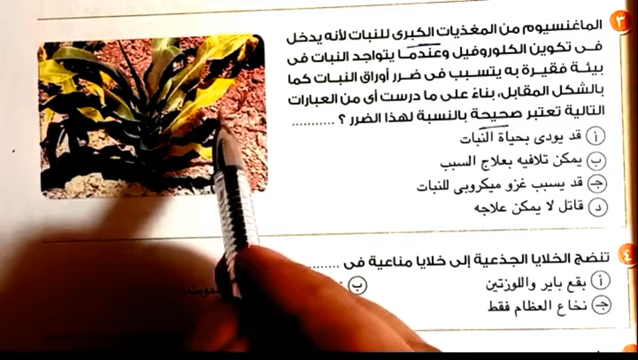 ٣ الماغنسيوم من المغذيات الكبرى للنبات لأنه يدخل
فى تكوين الكلوروفيل وعندما يتواجد النبات فى
بيئة فقيرة به يتسبب فى ضرر أوراق النبات كما
بالشكل المقابل، بناءً على ما درست أى من العبارات
التالية تعتبر صحيحة بالنسبة لهذا الضرر ؟ ............
أ قد يودى بحياة النبات
ب يمكن تلافيه بعلاج السبب
جـ قد يسبب غزو ميكروبى للنبات
د قاتل لا يمكن علاجه
٤ تنضج الخلايا الجذعية إلى خلايا مناعية فى ............
أ بقع باير واللوزتين
ب
جـ نخاع العظام فقط